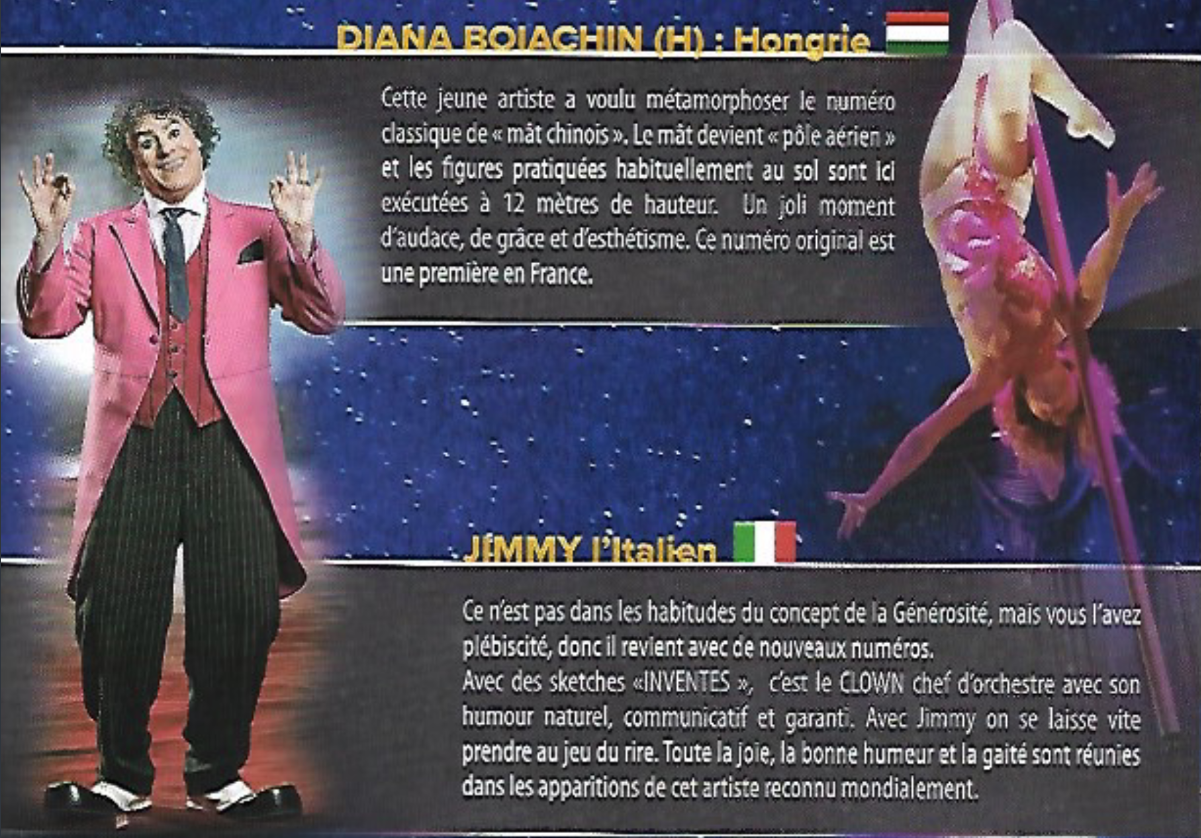 DIANA BOIACHIN (H) : Hongrie
Cette jeune artiste a voulu métamorphoser le numéro
classique de « mât chinois ». Le mât devient « pôle aérien »
et les figures pratiquées habituellement au sol sont ici
exécutées à 12 mètres de hauteur. Un joli moment
d'audace, de grâce et d'esthétisme. Ce numéro original est
une première en France.
JIMMY l'Italien
Ce n'est pas dans les habitudes du concept de la Générosité, mais vous l'avez
plébiscité, donc il revient avec de nouveaux numéros.
Avec des sketches «INVENTES », c'est le CLOWN chef d'orchestre avec son
humour naturel, communicatif et garanti. Avec Jimmy on se laisse vite
prendre au jeu du rire. Toute la joie, la bonne humeur et la gaité sont réunies
dans les apparitions de cet artiste reconnu mondialement.